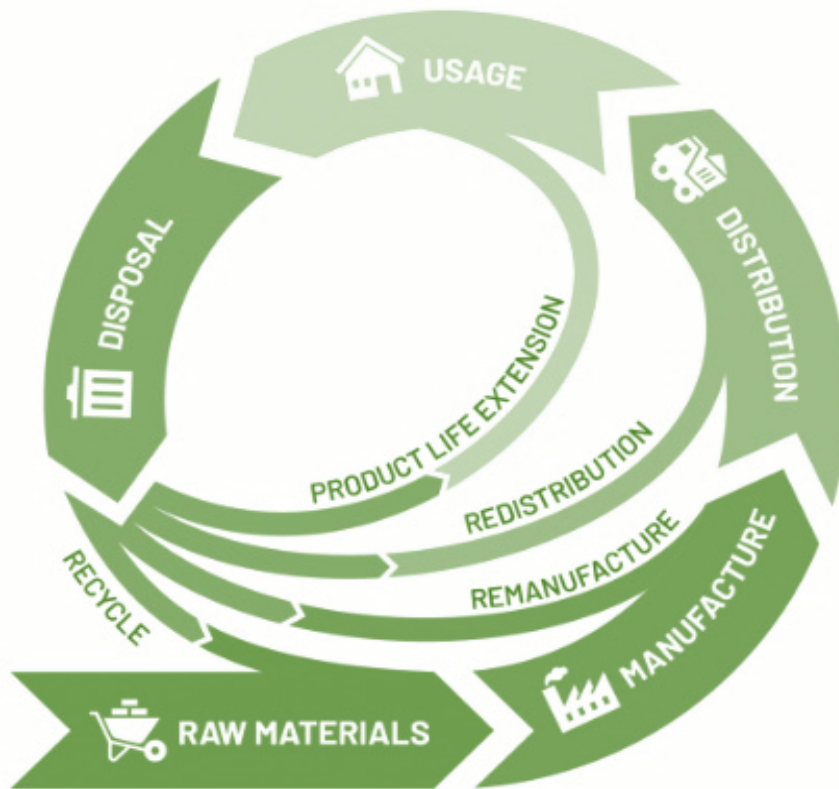 USAGE
DISTRIBUTION
DISPOSAL
PRODUCT LIFE EXTENSION
REDISTRIBUTION
REMANUFACTURE
RECYCLE
MANUFACTURE
RAW MATERIALS